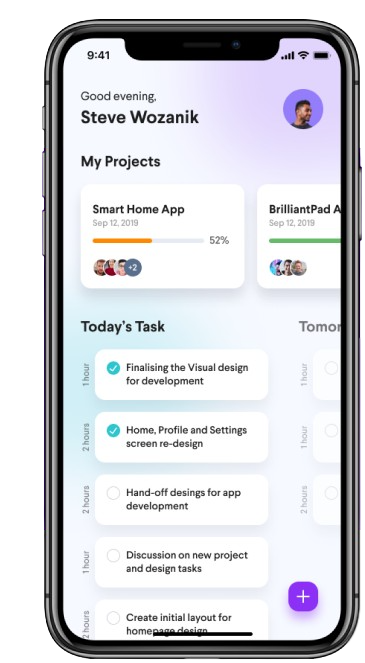 9:41
Good evening,
Steve Wozanik
My Projects
Smart Home App
Sep 12, 2019
52%
+2
BrilliantPad A
Sep 12, 2019
Today's Task
Tomor
1 hour
Finalising the Visual design
for development
1 hour
2 hours
Home, Profile and Settings
screen re-design
1 hour
2 hours
Hand-off desings for app
development
2 hours
1 hour
Discussion on new project
and design tasks
2 hours
Create initial layout for
homepage design